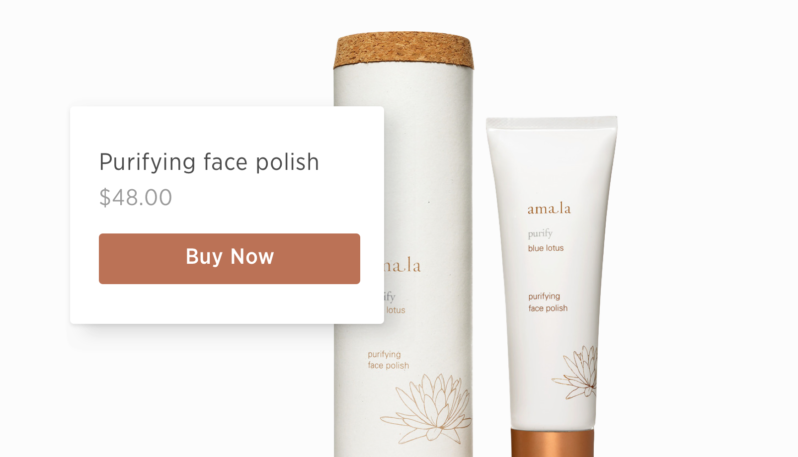 Purifying face polish
$48.00
Buy Now
la
lotus
purifying
face polish
ama.la
purify
blue lotus
purifying
face polish